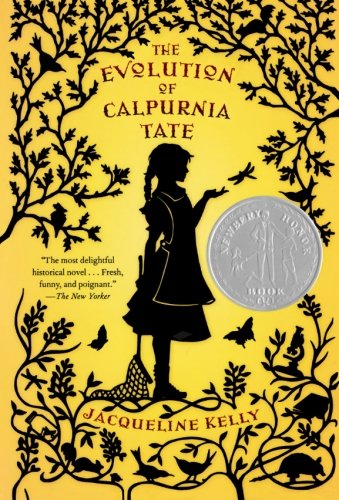 THE
EVOLUTION
OF
CALPURNIA
TATE
NEWBERY HONOR
BOOK
"The most delightful
historical novel . . . Fresh,
funny, and poignant."
—The New Yorker
JACQUELINE KELLY